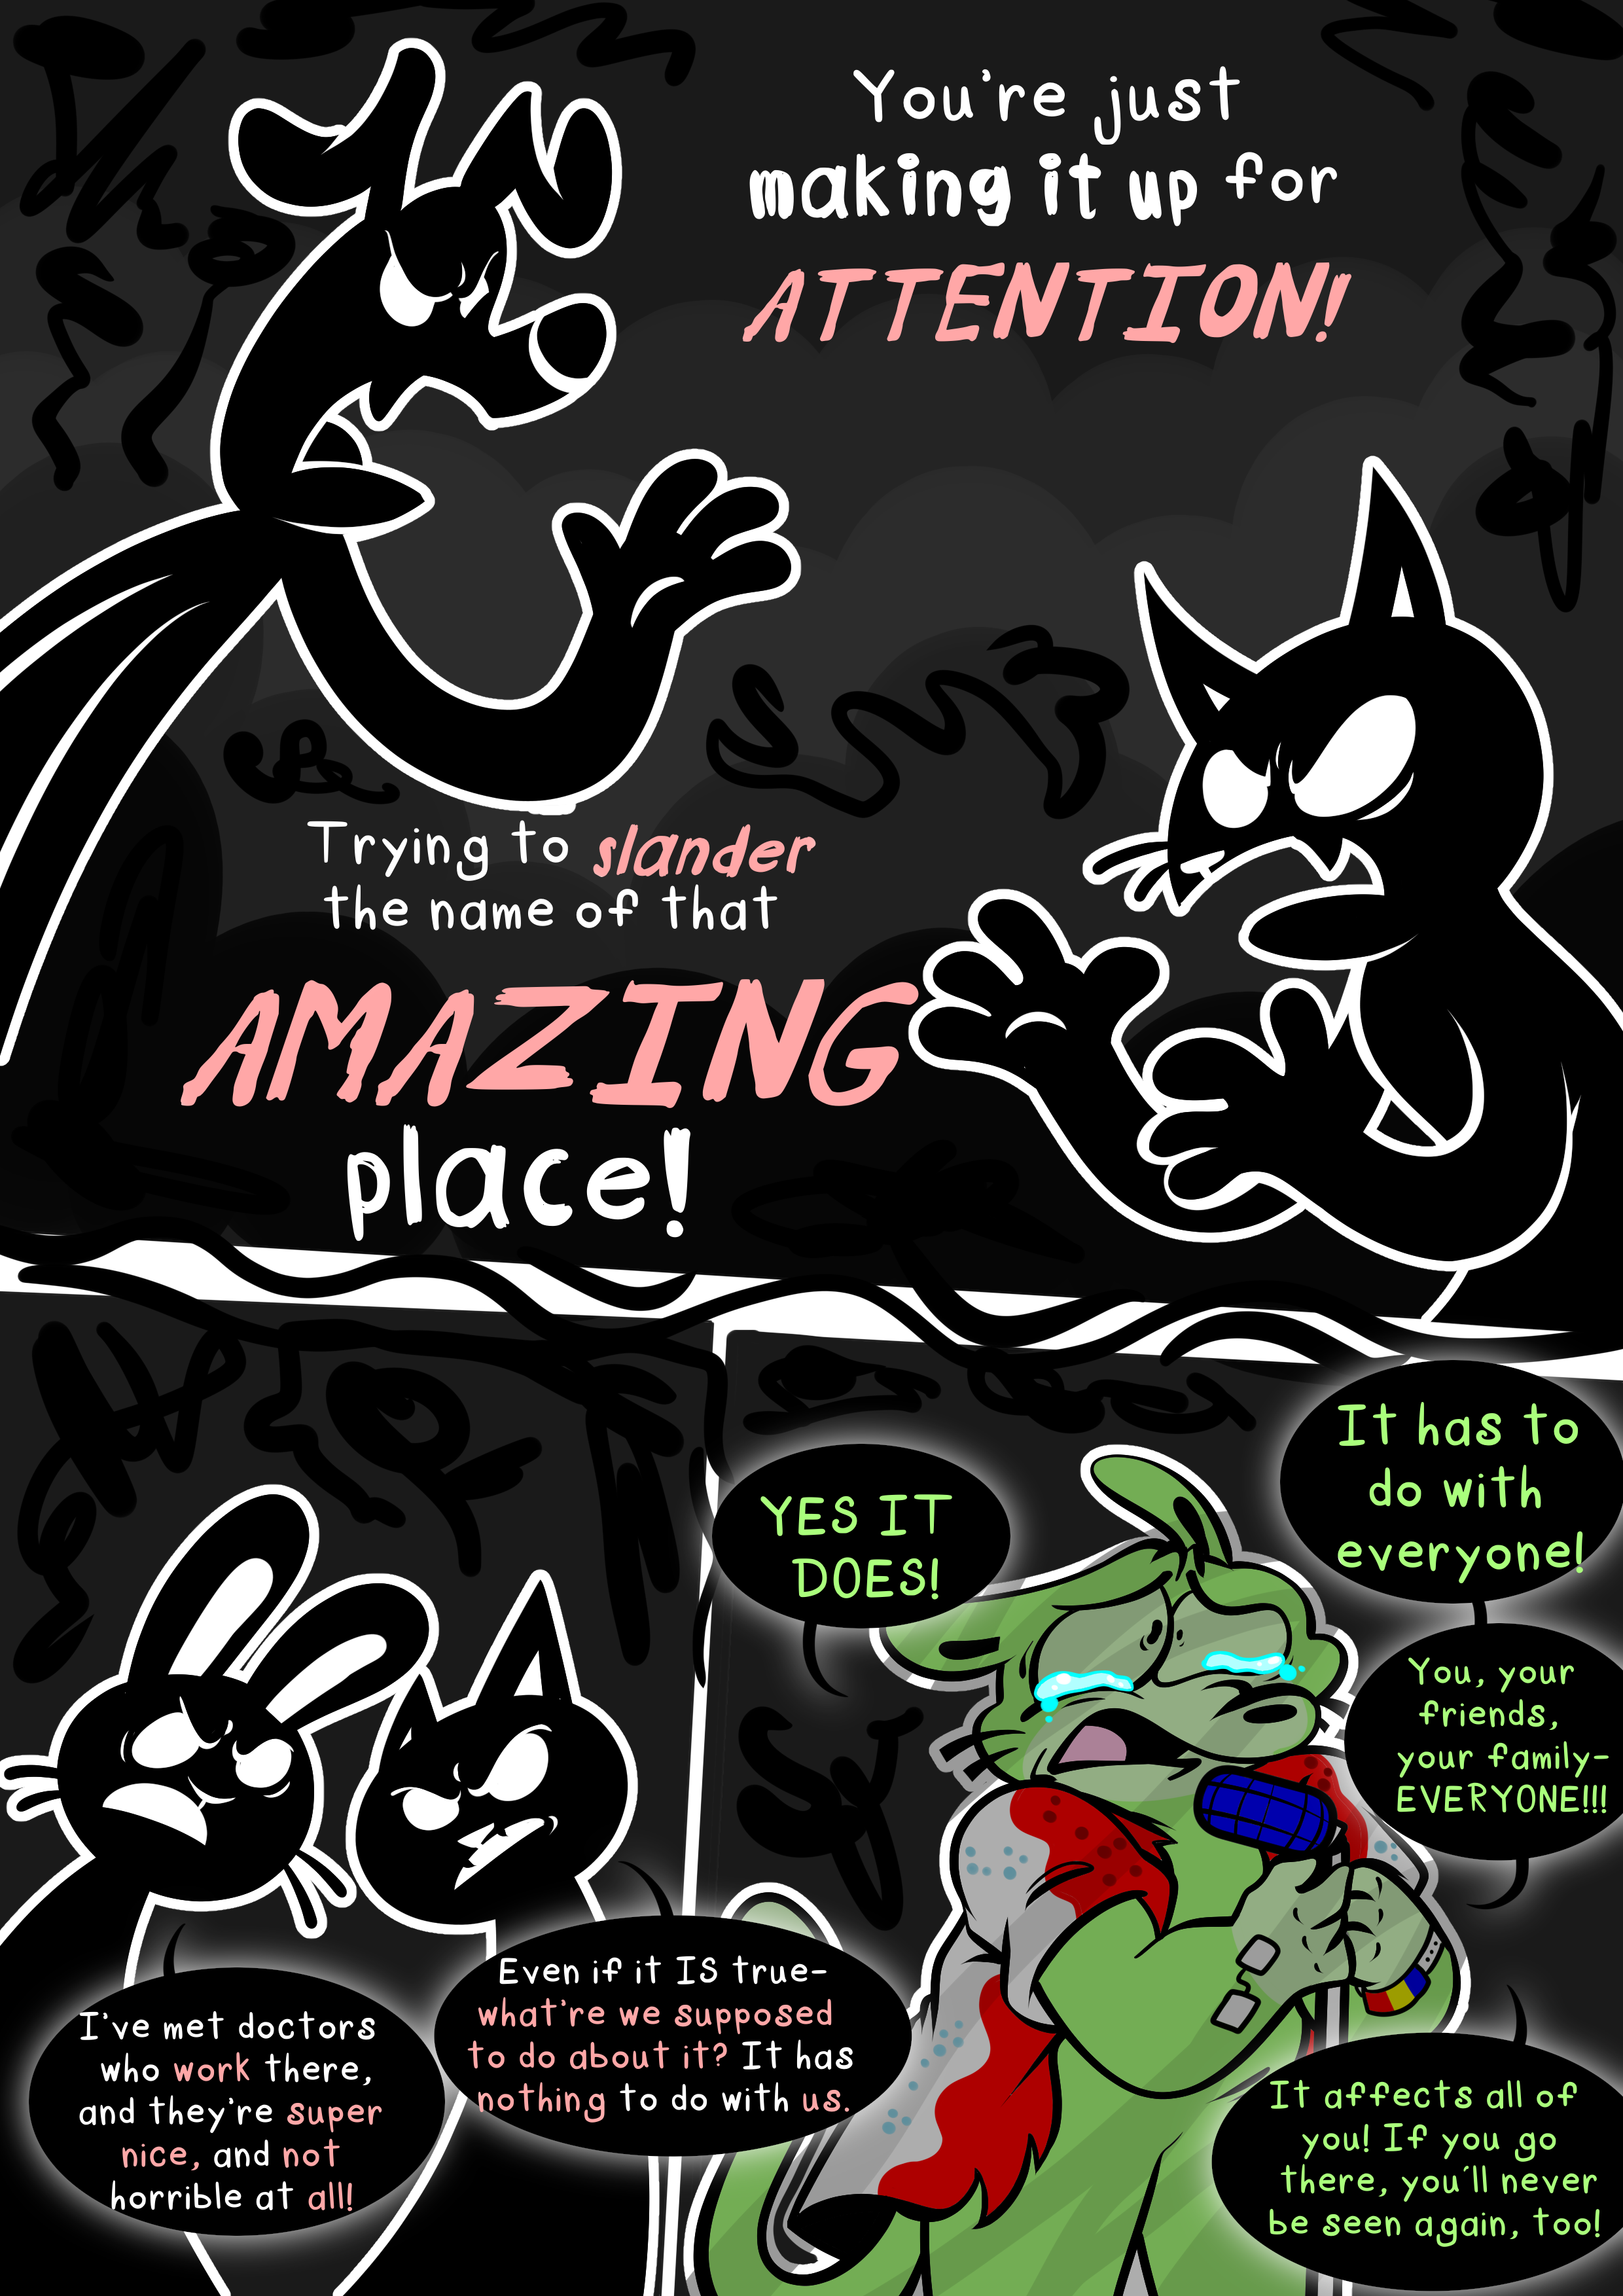 You're just
making it up for
ATTENTION!
Trying to slander
the name of that
AMAZING
place!
I've met doctors
who work there,
and they're super
nice, and not
horrible at all!
Even if it IS true-
what're we supposed
to do about it? It has
nothing to do with us.
YES IT
DOES!
It has to
do with
everyone!
You, your
friends,
your family-
EVERYONE!!!
It affects all of
you! If you go
there, you'll never
be seen again, too!